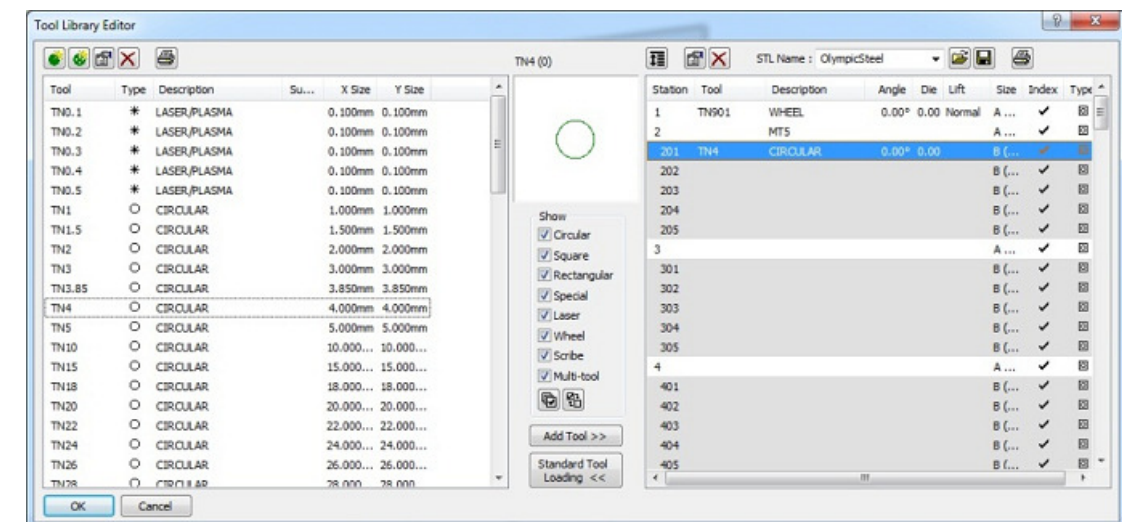 Tool Library Editor
TN4 (0)
STL Name : OlympicSteel
Tool Type Description Su... X Size Y Size
TN0.1 LASER/PLASMA 0.100mm 0.100mm
TN0.2 LASER/PLASMA 0.100mm 0.100mm
TN0.3 LASER/PLASMA 0.100mm 0.100mm
TN0.4 LASER/PLASMA 0.100mm 0.100mm
TN0.5 LASER/PLASMA 0.100mm 0.100mm
TN1 CIRCULAR 1.000mm 1.000mm
TN1.5 CIRCULAR 1.500mm 1.500mm
TN2 CIRCULAR 2.000mm 2.000mm
TN3 CIRCULAR 3.000mm 3.000mm
TN3.85 CIRCULAR 3.850mm 3.850mm
TN4 CIRCULAR 4.000mm 4.000mm
TN5 CIRCULAR 5.000mm 5.000mm
TN10 CIRCULAR 10.000... 10.000...
TN15 CIRCULAR 15.000... 15.000...
TN18 CIRCULAR 18.000... 18.000...
TN20 CIRCULAR 20.000... 20.000...
TN22 CIRCULAR 22.000... 22.000...
TN24 CIRCULAR 24.000... 24.000...
TN26 CIRCULAR 26.000... 26.000...
TN28 CIRCULAR 28.000 28.000
Show
Circular
Square
Rectangular
Special
Laser
Wheel
Scribe
Multi-tool
Add Tool >>
Standard Tool
Loading <<
Station Tool Description Angle Die Lift Size Index Type
1 TN901 WHEEL 0.00° 0.00 Normal A ...
2 MT5 A ...
201 TN4 CIRCULAR 0.00° 0.00 B (...
202 B (...
203 B (...
204 B (...
205 B (...
3 A ...
301 B (...
302 B (...
303 B (...
304 B (...
305 B (...
4 A ...
401 B (...
402 B (...
403 B (...
404 B (...
405 B (...
OK Cancel